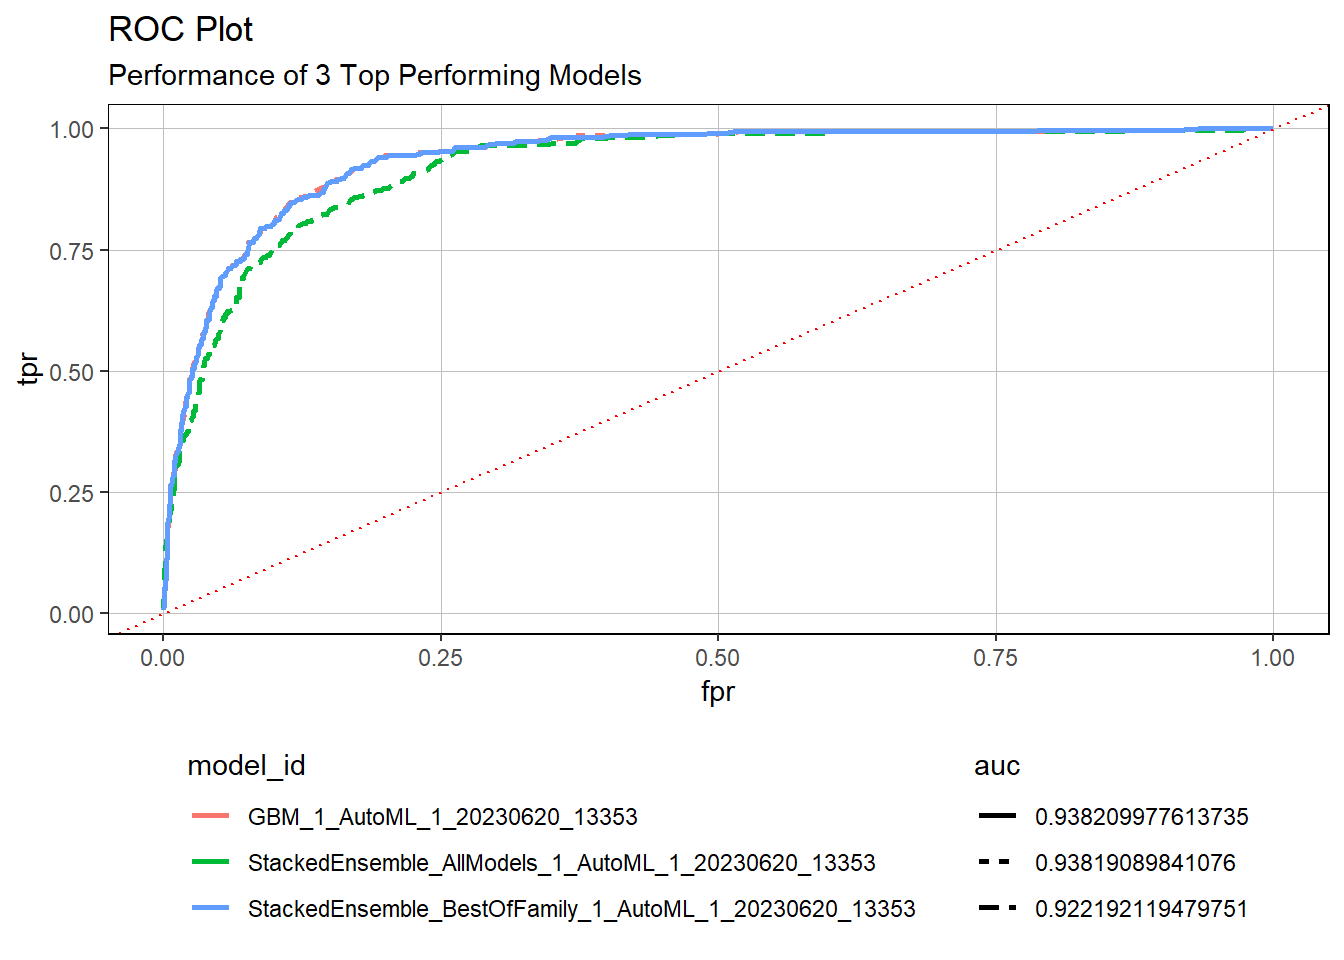 ROC Plot
Performance of 3 Top Performing Models
1.00
0.75
0.50
0.25
0.00
tpr
0.00 0.25 0.50 0.75 1.00
fpr
model_id
GBM_1_AutoML_1_20230620_13353
StackedEnsemble_AllModels_1_AutoML_1_20230620_13353
StackedEnsemble_BestOfFamily_1_AutoML_1_20230620_13353
auc
0.938209977613735
0.93819089841076
0.922192119479751